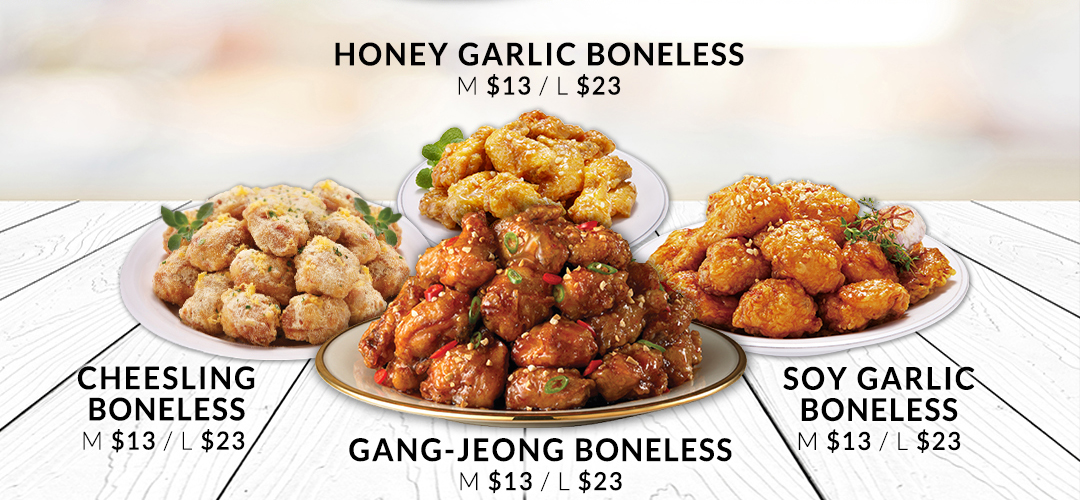 HONEY GARLIC BONELESS
M $13 / L $23
CHEESLING
BONELESS
M $13 / L $23
GANG-JEONG BONELESS
M $13 / L $23
SOY GARLIC
BONELESS
M $13 / L $23